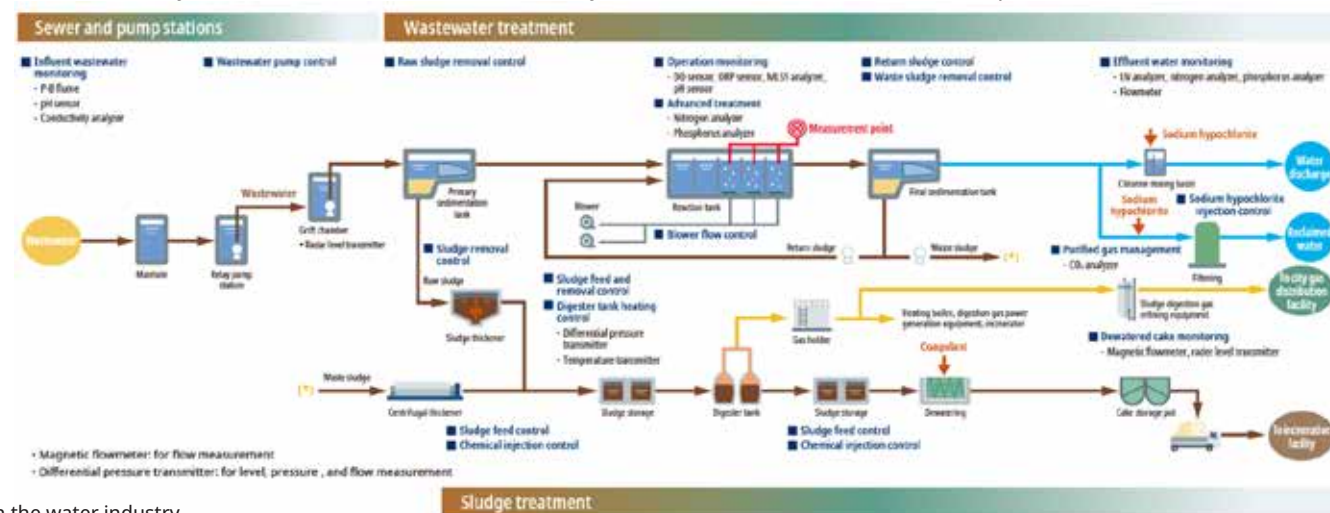 Sewer and pump stations
Wastewater treatment
■ Influent wastewater
monitoring
- P-B flume
- pH sensor
- Conductivity analyzer
■ Wastewater pump control
■ Raw sludge removal control
■ Operation monitoring
- DO sensor, ORP sensor, MLSS analyzer,
pH sensor
■ Advanced treatment
- Nitrogen analyzer
- Phosphorus analyzer
■ Return sludge control
■ Waste sludge removal control
■ Effluent water monitoring
- UV analyzer, nitrogen analyzer, phosphorus analyzer
- Flowmeter
Measurement point
Sodium hypochlorite
Water
discharge
Chlorine mixing basin
Wastewater
Primary
sedimentation
tank
Reaction tank
Final sedimentation tank
Sodium
hypochlorite
■ Sodium hypochlorite
injection control
Grit chamber
• Radar level transmitter
Blower
■ Blower flow control
Reclaimed
water
Manhole
Relay pump
station
■ Sludge removal
control
Return sludge
Waste sludge
(*)
■ Purified gas management
- CO₂ analyzer
Filtering
Raw sludge
■ Sludge feed and
removal control
■ Digester tank heating
control
- Differential pressure
transmitter
- Temperature transmitter
To city gas
distribution
facility
Sludge digestion gas
refining equipment
Sludge thickener
Gas holder
Heating boiler, digestion gas power
generation equipment, incinerator
■ Dewatered cake monitoring
- Magnetic flowmeter, rader level transmitter
Coagulant
(*)
Waste sludge
Centrifugal thickener
Sludge storage
Digester tank
Sludge storage
Dewatering
Cake storage pit
■ Sludge feed control
■ Chemical injection control
■ Sludge feed control
■ Chemical injection control
To incineration
facility
• Magnetic flowmeter: for flow measurement
• Differential pressure transmitter: for level, pressure , and flow measurement
Sludge treatment
the water industry